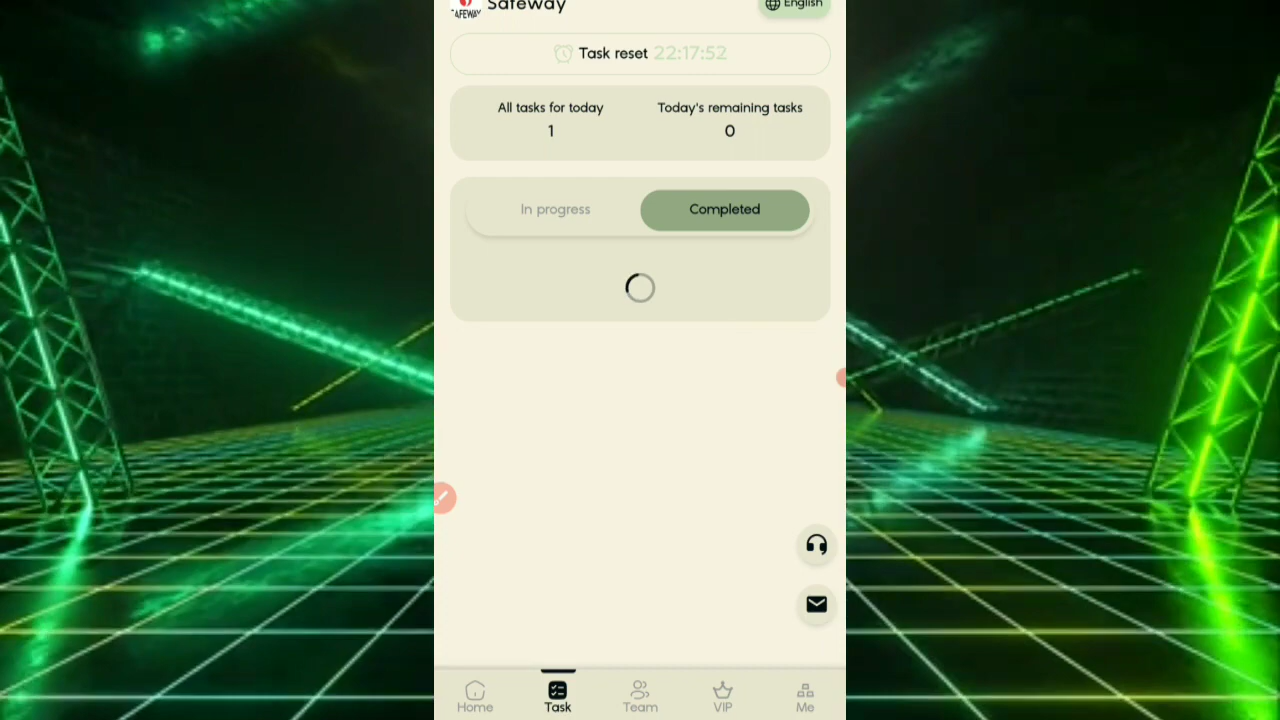 SAFEWAY
Safeway
English
Task reset 22:17:52
All tasks for today
Today's remaining tasks
1
0
In progress
Completed
Home
Task
Team
VIP
Me